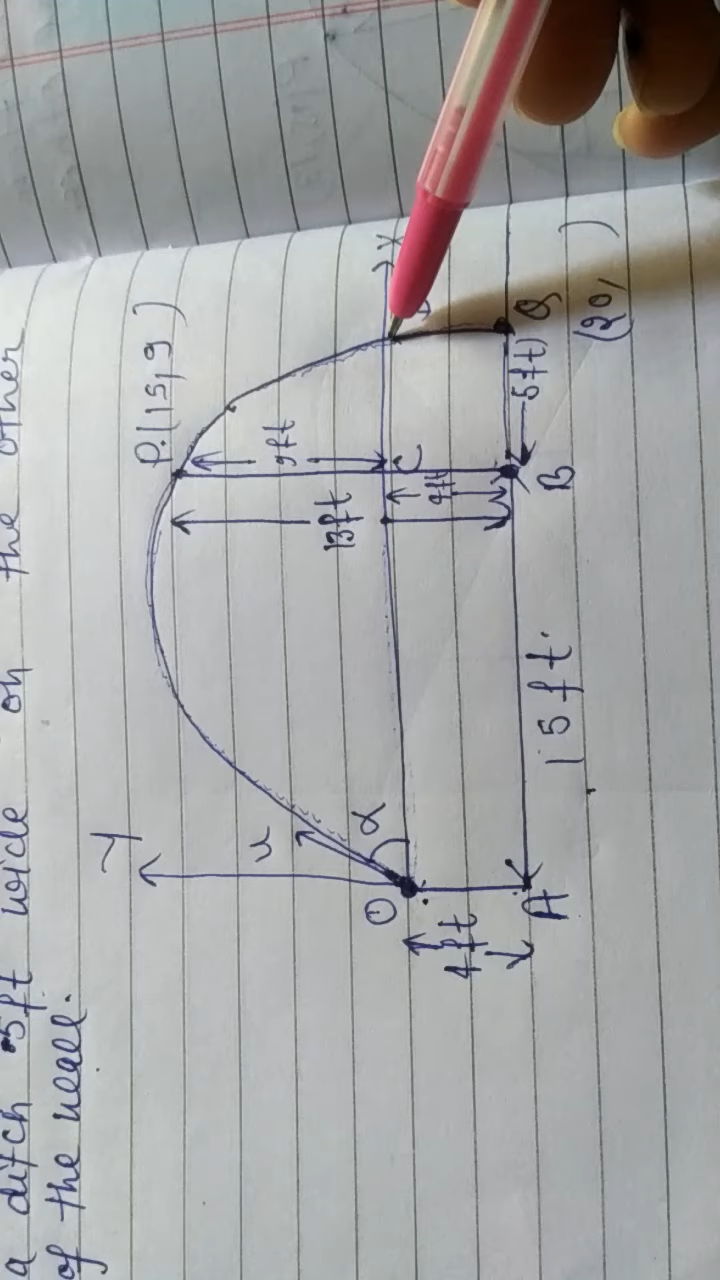 a ditch 5ft wide on the other
of the wall.
Y
P(15, 9)
u
9ft
13ft
α
O
C
X
4ft
4ft
5ft
A
15 ft.
B
Q
(20,    )